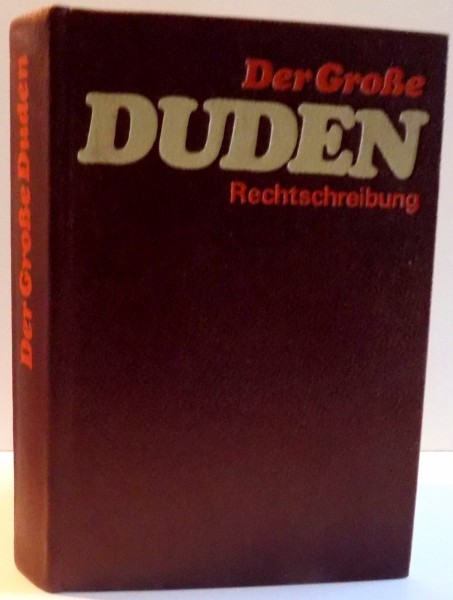 Der Große Duden
Der Große
DUDEN
Rechtschreibung